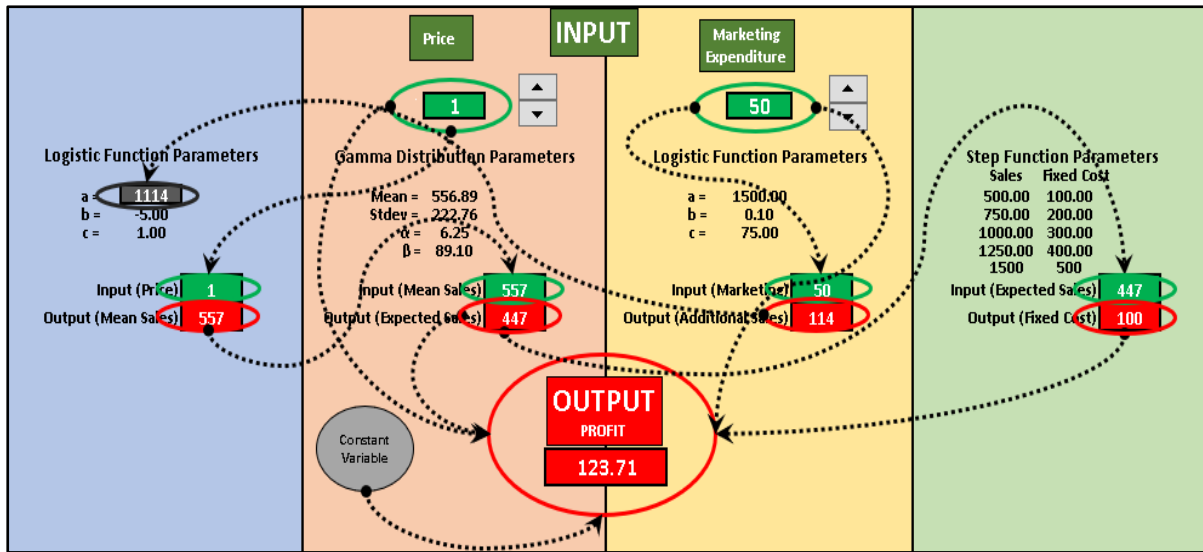 INPUT
Price
1
Marketing
Expenditure
50
Logistic Function Parameters
a = 1114
b = -5.00
c = 1.00
Input (Price) 1
Output (Mean Sales) 557
Gamma Distribution Parameters
Mean = 556.89
Stdev = 222.76
α = 6.25
β = 89.10
Input (Mean Sales) 557
Output (Expected Sales) 447
Logistic Function Parameters
a = 1500.00
b = 0.10
c = 75.00
Input (Marketing) 50
Output (Additional Sales) 114
Step Function Parameters
Sales Fixed Cost
500.00 100.00
750.00 200.00
1000.00 300.00
1250.00 400.00
1500 500
Input (Expected Sales) 447
Output (Fixed Cost) 100
Constant
Variable
OUTPUT
PROFIT
123.71